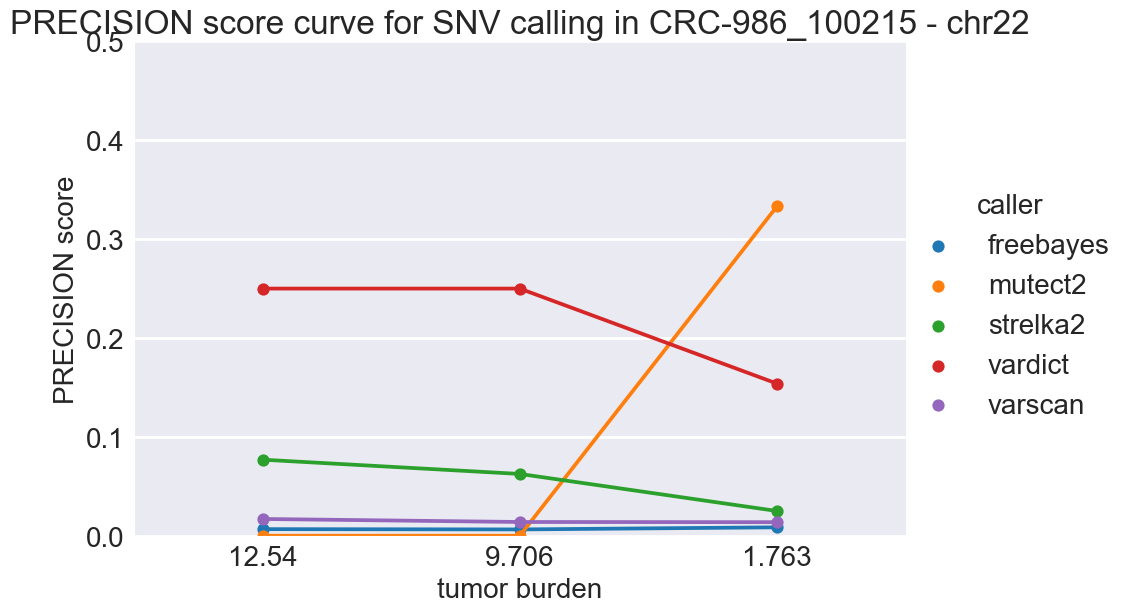 PRECISION score curve for SNV calling in CRC-986_100215 - chr22
0.5
0.4
0.3
0.2
0.1
0.0
PRECISION score
12.54 9.706 1.763
tumor burden
caller
freebayes
mutect2
strelka2
vardict
varscan